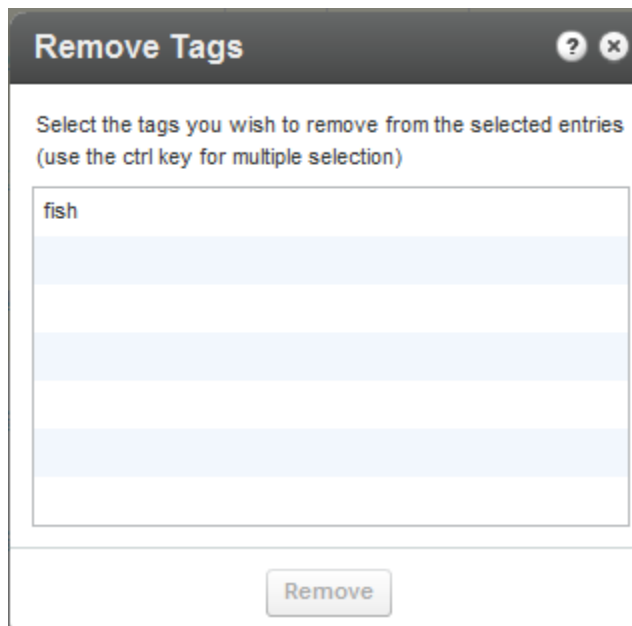 Remove Tags
?
Select the tags you wish to remove from the selected entries
(use the ctrl key for multiple selection)
fish
Remove